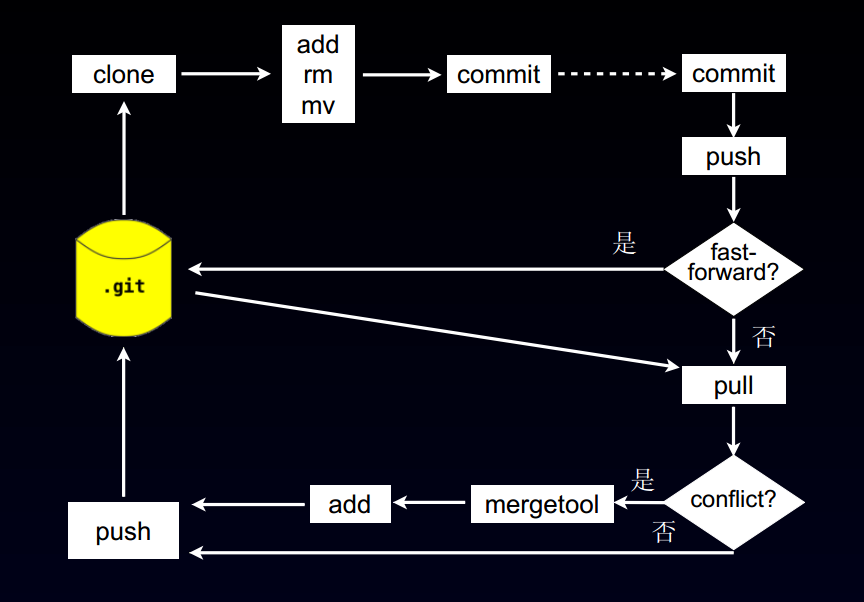 clone
add
rm
mv
commit
commit
push
是
fast-
forward?
.git
否
pull
是
conflict?
mergetool
add
push
否